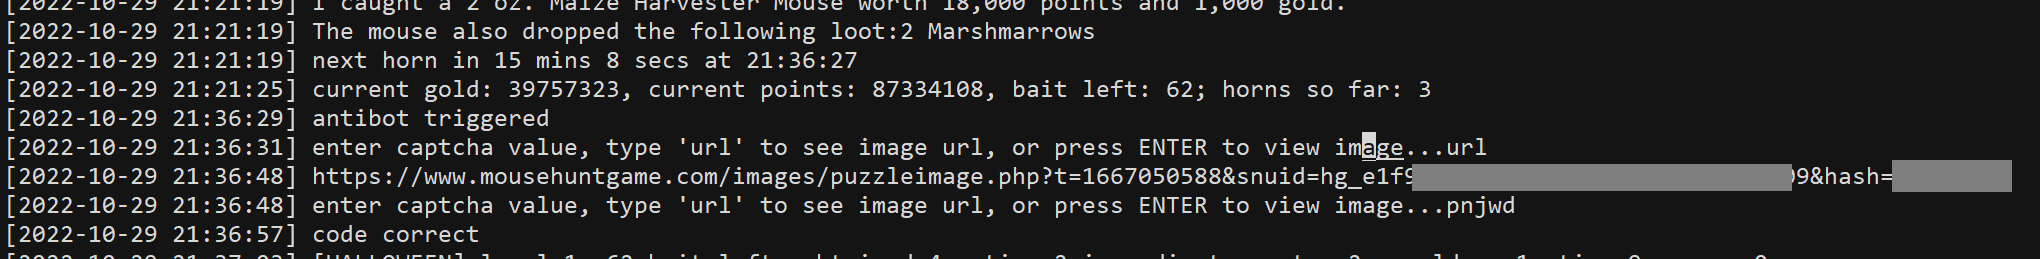 [2022-10-29 21:21:19] I caught a 2 oz. Maize Harvester Mouse worth 18,000 points and 1,000 gold.
[2022-10-29 21:21:19] The mouse also dropped the following loot:2 Marshmarrows
[2022-10-29 21:21:19] next horn in 15 mins 8 secs at 21:36:27
[2022-10-29 21:21:25] current gold: 39757323, current points: 87334108, bait left: 62; horns so far: 3
[2022-10-29 21:36:29] antibot triggered
[2022-10-29 21:36:31] enter captcha value, type 'url' to see image url, or press ENTER to view image...url
[2022-10-29 21:36:48] https://www.mousehuntgame.com/images/puzzleimage.php?t=1667050588&snuid=hg_e1f9 09&hash=
[2022-10-29 21:36:48] enter captcha value, type 'url' to see image url, or press ENTER to view image...pnjwd
[2022-10-29 21:36:57] code correct